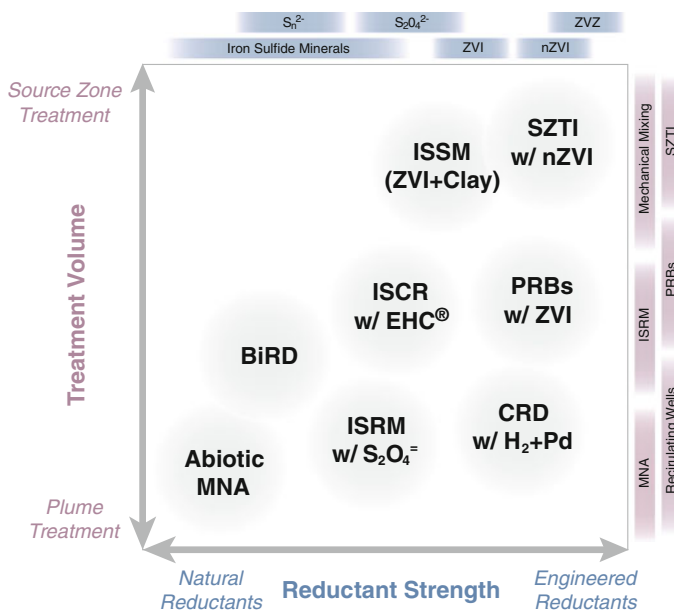 Sₙ²⁻
S₂0₄²⁻
ZVZ
Iron Sulfide Minerals
ZVI
nZVI
Source Zone
Treatment
Treatment Volume
Plume
Treatment
SZTI
w/ nZVI
ISSM
(ZVI+Clay)
ISCR
w/ EHC®
PRBs
w/ ZVI
BiRD
ISRM
w/ S₂O₄⁼
CRD
w/ H₂+Pd
Abiotic
MNA
Mechanical Mixing
ISRM
MNA
SZTI
PRBs
Recirulating Wells
Natural
Reductants
Reductant Strength
Engineered
Reductants